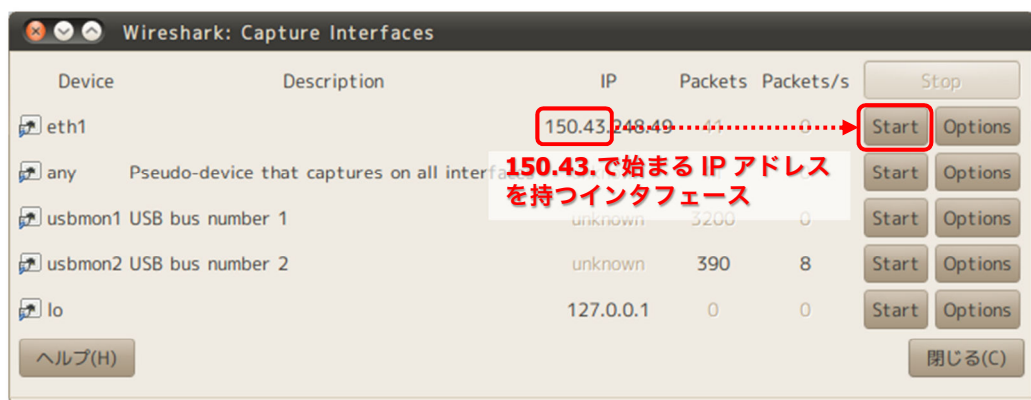 Wireshark: Capture Interfaces
Device Description IP Packets Packets/s Stop
eth1 150.43.248.49 41 0 Start Options
any Pseudo-device that captures on all interfaces Start Options
150.43.で始まる IP アドレス
を持つインタフェース
usbmon1 USB bus number 1 unknown 3200 0 Start Options
usbmon2 USB bus number 2 unknown 390 8 Start Options
lo 127.0.0.1 0 0 Start Options
ヘルプ(H) 閉じる(C)